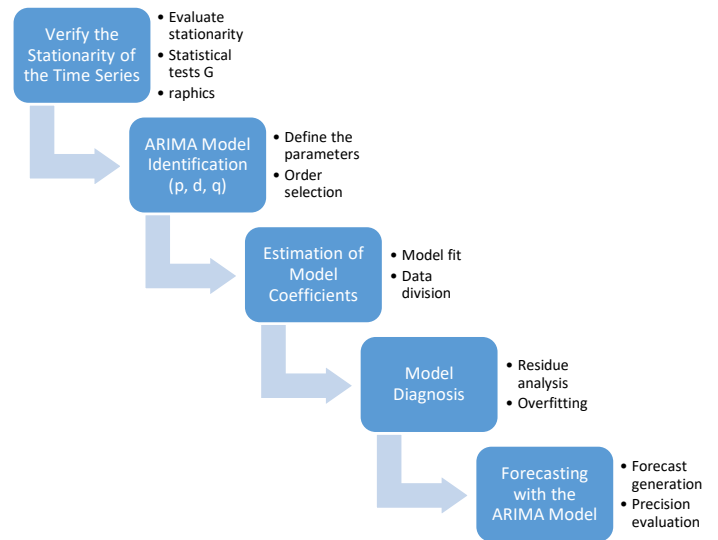 Verify the
Stationarity of
the Time Series
• Evaluate
stationarity
• Statistical
tests G
• raphics
ARIMA Model
Identification
(p, d, q)
• Define the
parameters
• Order
selection
Estimation of
Model
Coefficients
• Model fit
• Data
division
Model
Diagnosis
• Residue
analysis
• Overfitting
Forecasting
with the
ARIMA Model
• Forecast
generation
• Precision
evaluation